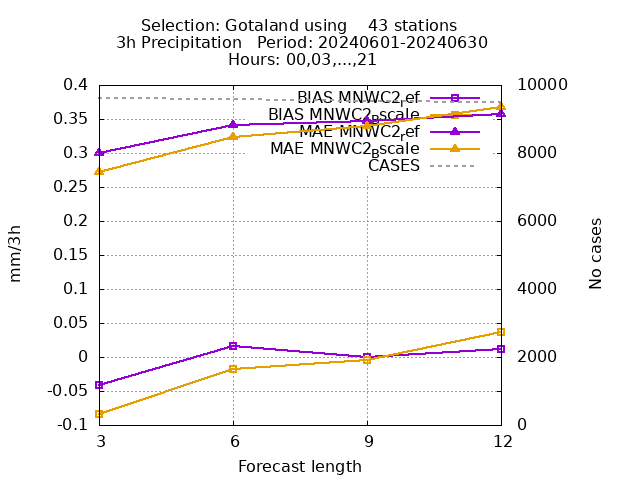 Selection: Gotaland using    43 stations
3h Precipitation   Period: 20240601-20240630
Hours: 00,03,...,21
BIAS MNWC2_ref
BIAS MNWC2_Bscale
MAE MNWC2_ref
MAE MNWC2_Bscale
CASES
0.4
0.35
0.3
0.25
0.2
0.15
0.1
0.05
0
-0.05
-0.1
mm/3h
10000
8000
6000
4000
2000
0
No cases
3 6 9 12
Forecast length